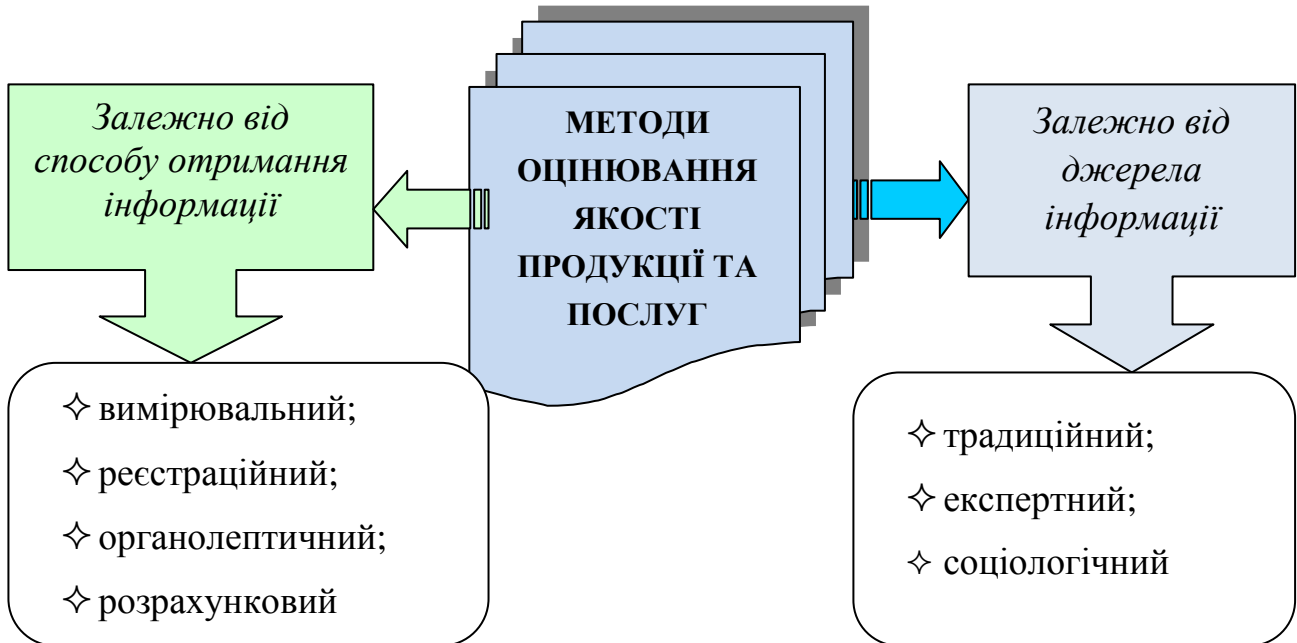 МЕТОДИ
ОЦІНЮВАННЯ
ЯКОСТІ
ПРОДУКЦІЇ ТА
ПОСЛУГ
Залежно від
способу отримання
інформації
✧ вимірювальний;
✧ реєстраційний;
✧ органолептичний;
✧ розрахунковий
Залежно від
джерела
інформації
✧ традиційний;
✧ експертний;
✧ соціологічний